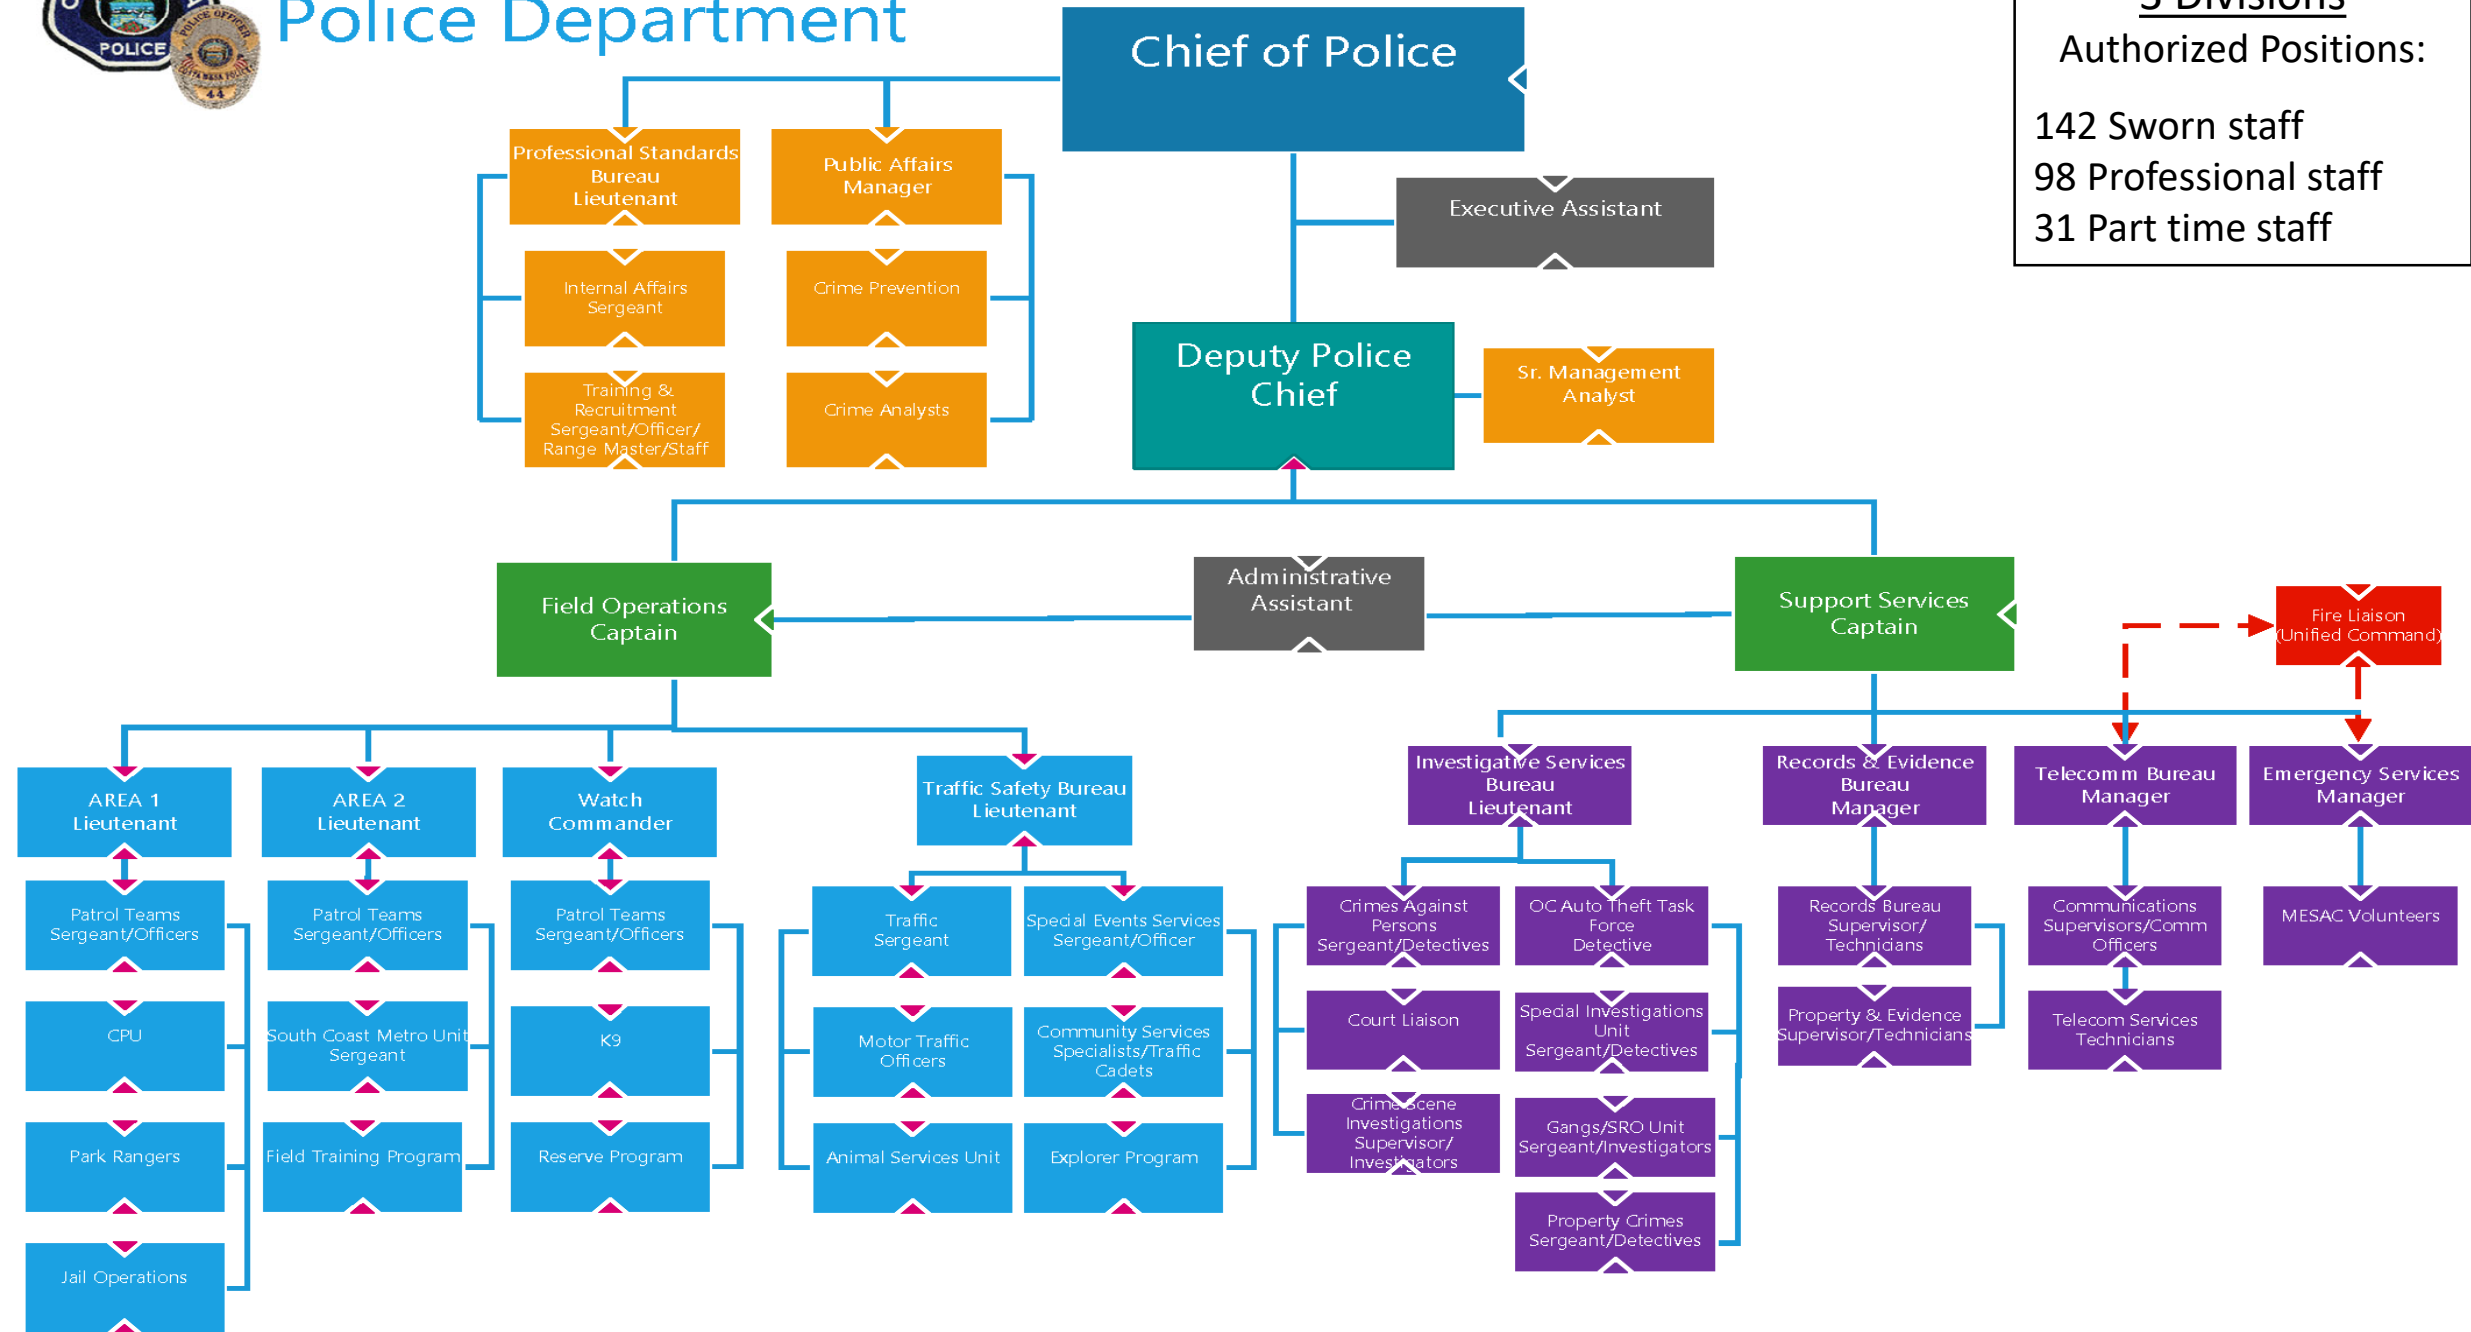 POLICE
POLICE OFFICER
44
Police Department
Chief of Police
Divisions
Authorized Positions:
142 Sworn staff
98 Professional staff
31 Part time staff
Professional Standards
Bureau
Lieutenant
Public Affairs
Manager
Executive Assistant
Internal Affairs
Sergeant
Crime Prevention
Training &
Recruitment
Sergeant/Officer/
Range Master/Staff
Crime Analysts
Deputy Police
Chief
Sr. Management
Analyst
Field Operations
Captain
Administrative
Assistant
Support Services
Captain
Fire Liaison
(Unified Command)
AREA 1
Lieutenant
AREA 2
Lieutenant
Watch
Commander
Traffic Safety Bureau
Lieutenant
Investigative Services
Bureau
Lieutenant
Records & Evidence
Bureau
Manager
Telecomm Bureau
Manager
Emergency Services
Manager
Patrol Teams
Sergeant/Officers
Patrol Teams
Sergeant/Officers
Patrol Teams
Sergeant/Officers
Traffic
Sergeant
Special Events Services
Sergeant/Officer
Crimes Against
Persons
Sergeant/Detectives
OC Auto Theft Task
Force
Detective
Records Bureau
Supervisor/
Technicians
Communications
Supervisors/Comm
Officers
MESAC Volunteers
CPU
South Coast Metro Unit
Sergeant
K9
Motor Traffic
Officers
Community Services
Specialists/Traffic
Cadets
Court Liaison
Special Investigations
Unit
Sergeant/Detectives
Property & Evidence
Supervisor/Technicians
Telecom Services
Technicians
Park Rangers
Field Training Program
Reserve Program
Animal Services Unit
Explorer Program
Crime Scene
Investigations
Supervisor/
Investigators
Gangs/SRO Unit
Sergeant/Investigators
Property Crimes
Sergeant/Detectives
Jail Operations